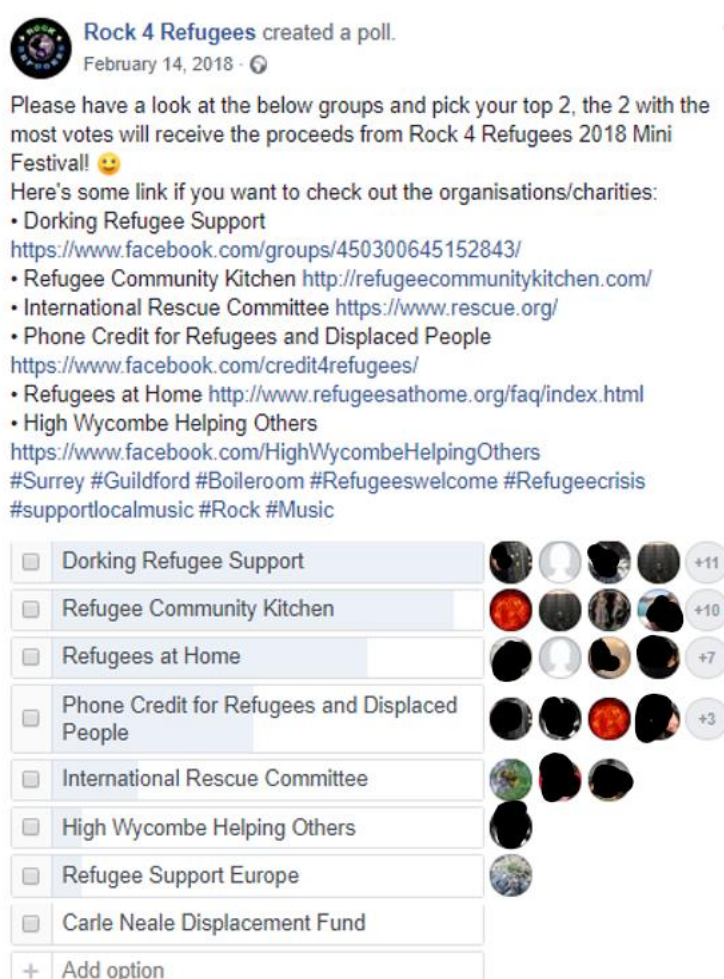 Rock 4 Refugees created a poll.
February 14, 2018 ·
Please have a look at the below groups and pick your top 2, the 2 with the
most votes will receive the proceeds from Rock 4 Refugees 2018 Mini
Festival! 🙂
Here's some link if you want to check out the organisations/charities:
• Dorking Refugee Support
https://www.facebook.com/groups/450300645152843/
• Refugee Community Kitchen http://refugeecommunitykitchen.com/
• International Rescue Committee https://www.rescue.org/
• Phone Credit for Refugees and Displaced People
https://www.facebook.com/credit4refugees/
• Refugees at Home http://www.refugeesathome.org/faq/index.html
• High Wycombe Helping Others
https://www.facebook.com/HighWycombeHelpingOthers
#Surrey #Guildford #Boileroom #Refugeeswelcome #Refugeecrisis
#supportlocalmusic #Rock #Music
Dorking Refugee Support +11
Refugee Community Kitchen +10
Refugees at Home +7
Phone Credit for Refugees and Displaced
People +3
International Rescue Committee
High Wycombe Helping Others
Refugee Support Europe
Carle Neale Displacement Fund
+ Add option